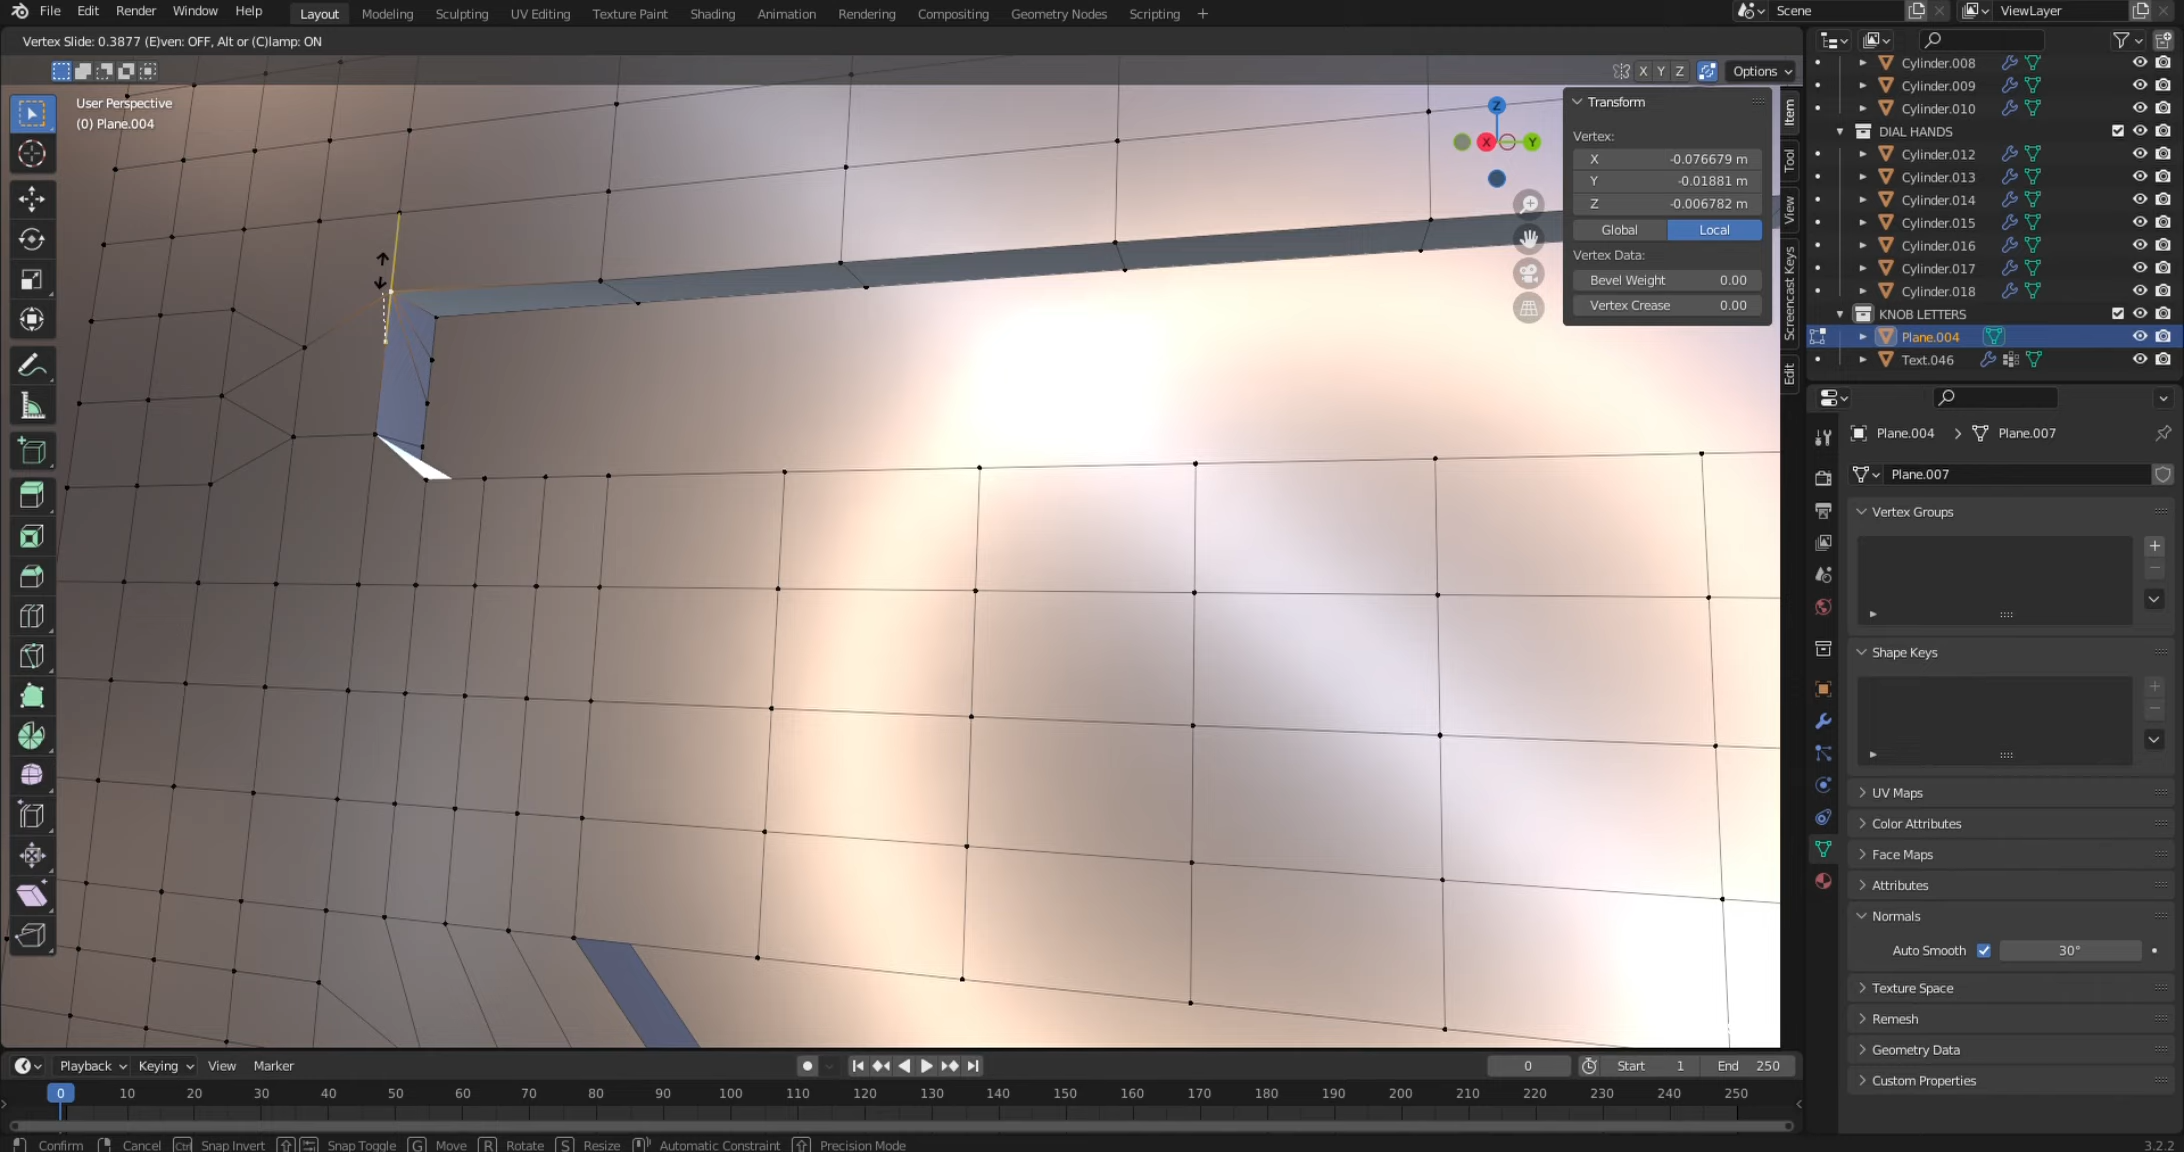 File Edit Render Window Help Layout Modeling Sculpting UV Editing Texture Paint Shading Animation Rendering Compositing Geometry Nodes Scripting + Scene ViewLayer
Vertex Slide: 0.3877 (E)ven: OFF, Alt or (C)lamp: ON
X Y Z Options
User Perspective
(0) Plane.004
Z
X
Y
Transform
Vertex:
X -0.076679 m
Y -0.01881 m
Z -0.006782 m
Global Local
Vertex Data:
Bevel Weight 0.00
Vertex Crease 0.00
Item
Tool
View
Screencast Keys
Edit
Cylinder.008
Cylinder.009
Cylinder.010
DIAL HANDS
Cylinder.012
Cylinder.013
Cylinder.014
Cylinder.015
Cylinder.016
Cylinder.017
Cylinder.018
KNOB LETTERS
Plane.004
Text.046
Plane.004 > Plane.007
Plane.007
Vertex Groups
Shape Keys
UV Maps
Color Attributes
Face Maps
Attributes
Normals
Auto Smooth 30°
Texture Space
Remesh
Geometry Data
Custom Properties
Playback Keying View Marker 0 Start 1 End 250
0 10 20 30 40 50 60 70 80 90 100 110 120 130 140 150 160 170 180 190 200 210 220 230 240 250
Confirm Cancel Ctrl Snap Invert Snap Toggle G Move R Rotate S Resize Automatic Constraint Precision Mode 3.2.2